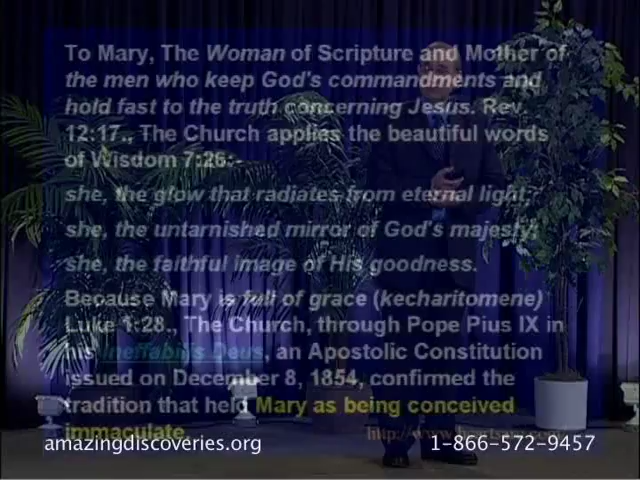 To Mary, The Woman of Scripture and Mother of
the men who keep God's commandments and
hold fast to the truth concerning Jesus. Rev.
12:17., The Church applies the beautiful words
of Wisdom 7:26:-
she, the glow that radiates from eternal light;
she, the untarnished mirror of God's majesty;
she, the faithful image of His goodness.
Because Mary is full of grace (kecharitomene)
Luke 1:28., The Church, through Pope Pius IX in
his Ineffabilis Deus, an Apostolic Constitution
issued on December 8, 1854, confirmed the
tradition that held Mary as being conceived
immaculate
amazingdiscoveries.org
1-866-572-9457